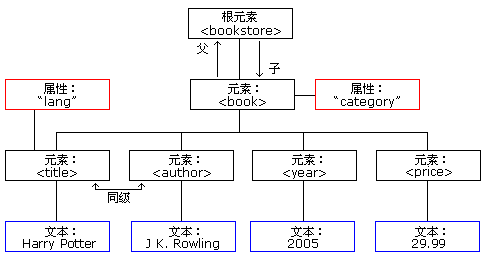 根元素
<bookstore>
父
子
属性：
“lang”
元素：
<book>
属性：
“category”
元素：
<title>
元素：
<author>
元素：
<year>
元素：
<price>
同级
文本：
Harry Potter
文本：
J K. Rowling
文本：
2005
文本：
29.99